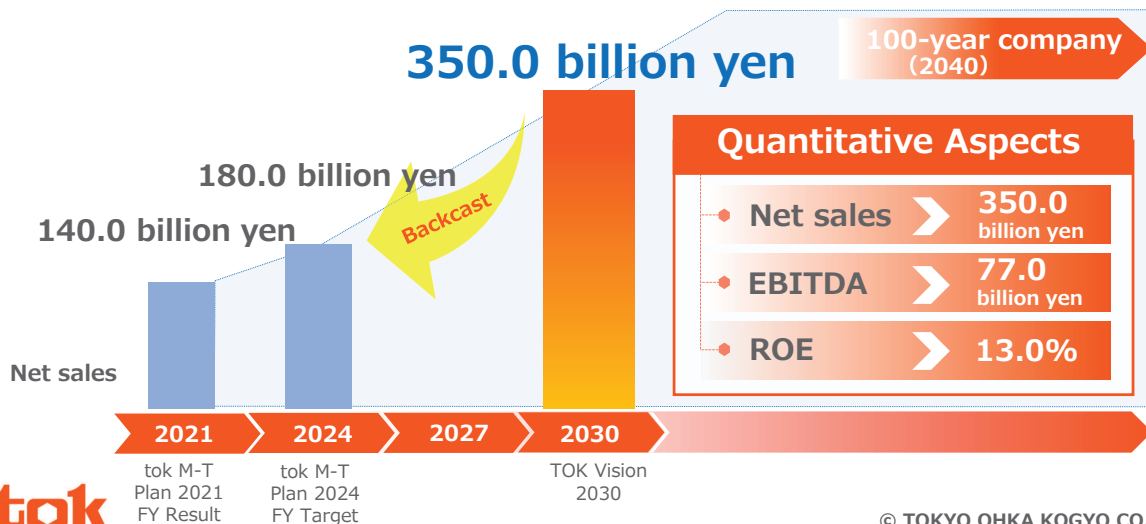 350.0 billion yen
100-year company
(2040)
Quantitative Aspects
180.0 billion yen
Backcast
Net sales
350.0
billion yen
140.0 billion yen
EBITDA
77.0
billion yen
ROE
13.0%
Net sales
2021
2024
2027
2030
tok M-T
Plan 2021
FY Result
tok M-T
Plan 2024
FY Target
TOK Vision
2030
tok
© TOKYO OHKA KOGYO CO